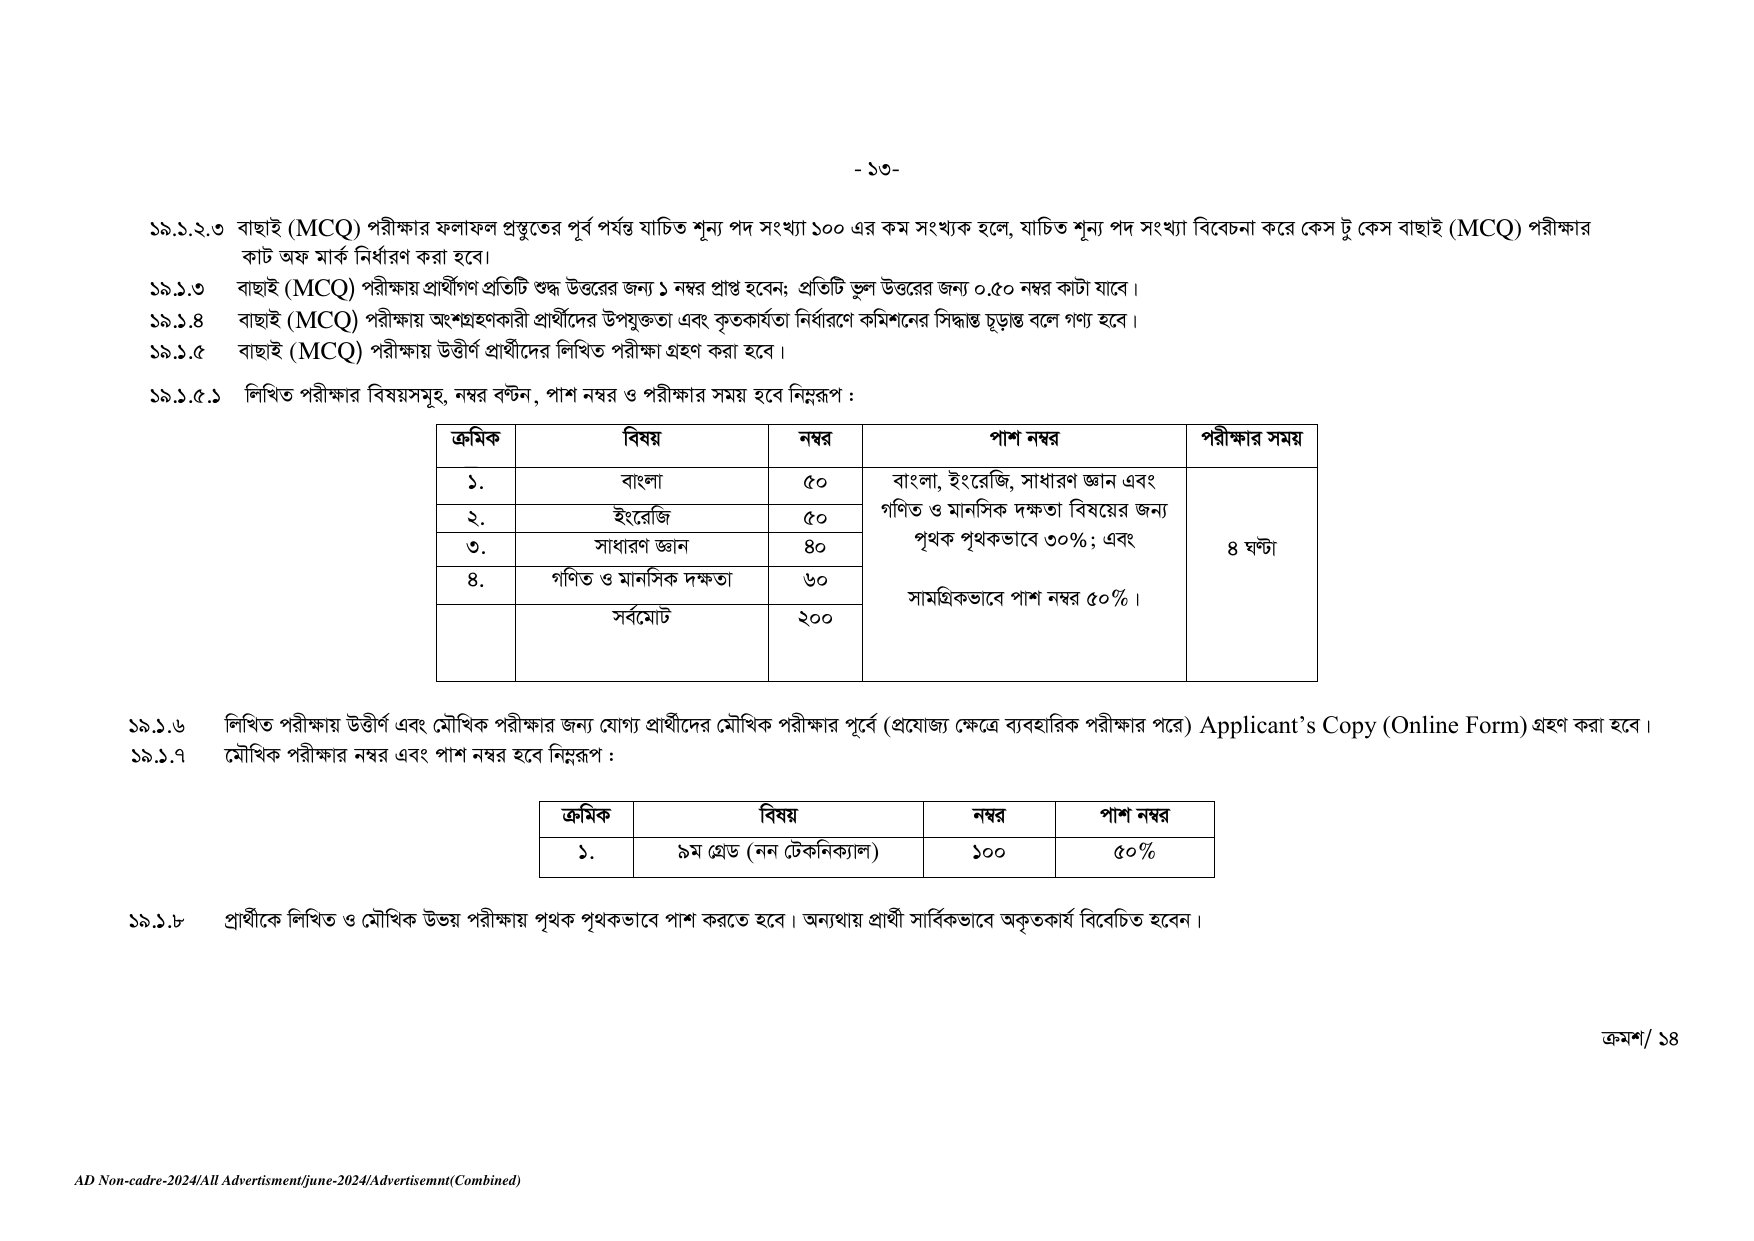 - ১৩-
১৯.১.২.৩ বাছাই (MCQ) পরীক্ষার ফলাফল প্রস্তুতের পূর্ব পর্যন্ত যাচিত শূন্য পদ সংখ্যা ১০০ এর কম সংখ্যক হলে, যাচিত শূন্য পদ সংখ্যা বিবেচনা করে কেস টু কেস বাছাই (MCQ) পরীক্ষার
কাট অফ মার্ক নির্ধারণ করা হবে।
১৯.১.৩ বাছাই (MCQ) পরীক্ষায় প্রার্থীগণ প্রতিটি শুদ্ধ উত্তরের জন্য ১ নম্বর প্রাপ্ত হবেন; প্রতিটি ভুল উত্তরের জন্য ০.৫০ নম্বর কাটা যাবে।
১৯.১.৪ বাছাই (MCQ) পরীক্ষায় অংশগ্রহণকারী প্রার্থীদের উপযুক্ততা এবং কৃতকার্যতা নির্ধারণে কমিশনের সিদ্ধান্ত চূড়ান্ত বলে গণ্য হবে।
১৯.১.৫ বাছাই (MCQ) পরীক্ষায় উত্তীর্ণ প্রার্থীদের লিখিত পরীক্ষা গ্রহণ করা হবে।
১৯.১.৫.১ লিখিত পরীক্ষার বিষয়সমূহ, নম্বর বণ্টন, পাশ নম্বর ও পরীক্ষার সময় হবে নিম্নরূপ :
ক্রমিক বিষয় নম্বর পাশ নম্বর পরীক্ষার সময়
১. বাংলা ৫০
২. ইংরেজি ৫০
৩. সাধারণ জ্ঞান ৪০
৪. গণিত ও মানসিক দক্ষতা ৬০
সর্বমোট ২০০
বাংলা, ইংরেজি, সাধারণ জ্ঞান এবং
গণিত ও মানসিক দক্ষতা বিষয়ের জন্য
পৃথক পৃথকভাবে ৩০%; এবং
সামগ্রিকভাবে পাশ নম্বর ৫০%।
৪ ঘণ্টা
১৯.১.৬ লিখিত পরীক্ষায় উত্তীর্ণ এবং মৌখিক পরীক্ষার জন্য যোগ্য প্রার্থীদের মৌখিক পরীক্ষার পূর্বে (প্রযোজ্য ক্ষেত্রে ব্যবহারিক পরীক্ষার পরে) Applicant’s Copy (Online Form) গ্রহণ করা হবে।
১৯.১.৭ মৌখিক পরীক্ষার নম্বর এবং পাশ নম্বর হবে নিম্নরূপ :
ক্রমিক বিষয় নম্বর পাশ নম্বর
১. ৯ম গ্রেড (নন টেকনিক্যাল) ১০০ ৫০%
১৯.১.৮ প্রার্থীকে লিখিত ও মৌখিক উভয় পরীক্ষায় পৃথক পৃথকভাবে পাশ করতে হবে। অন্যথায় প্রার্থী সার্বিকভাবে অকৃতকার্য বিবেচিত হবেন।
ক্রমশ/ ১৪
AD Non-cadre-2024/All Advertisment/june-2024/Advertisemnt(Combined)